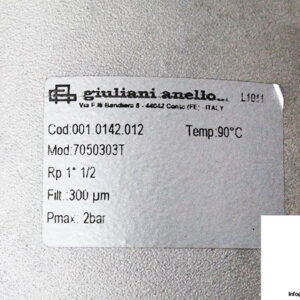 giuliani anello s.r.l. L1011
Via F.lli Bandiera 8 - 44042 Cento (FE) - ITALY
Cod:001.0142.012 Temp:90°C
Mod:7050303T
Rp 1" 1/2
Filt.:300 µm
Pmax: 2bar
Info